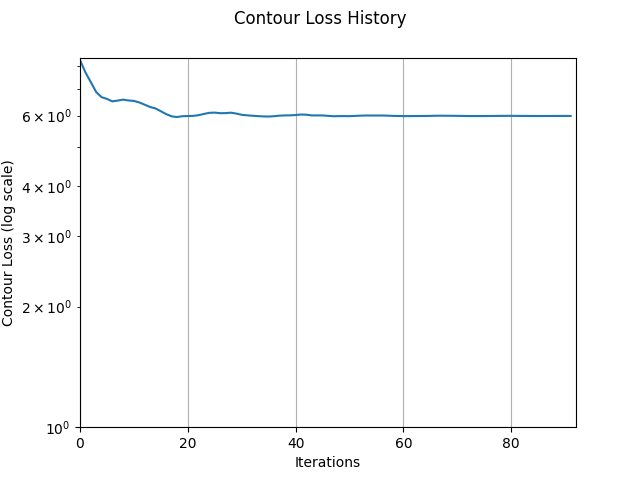 Contour Loss History
Contour Loss (log scale)
6 × 10⁰
4 × 10⁰
3 × 10⁰
2 × 10⁰
10⁰
0 20 40 60 80
Iterations